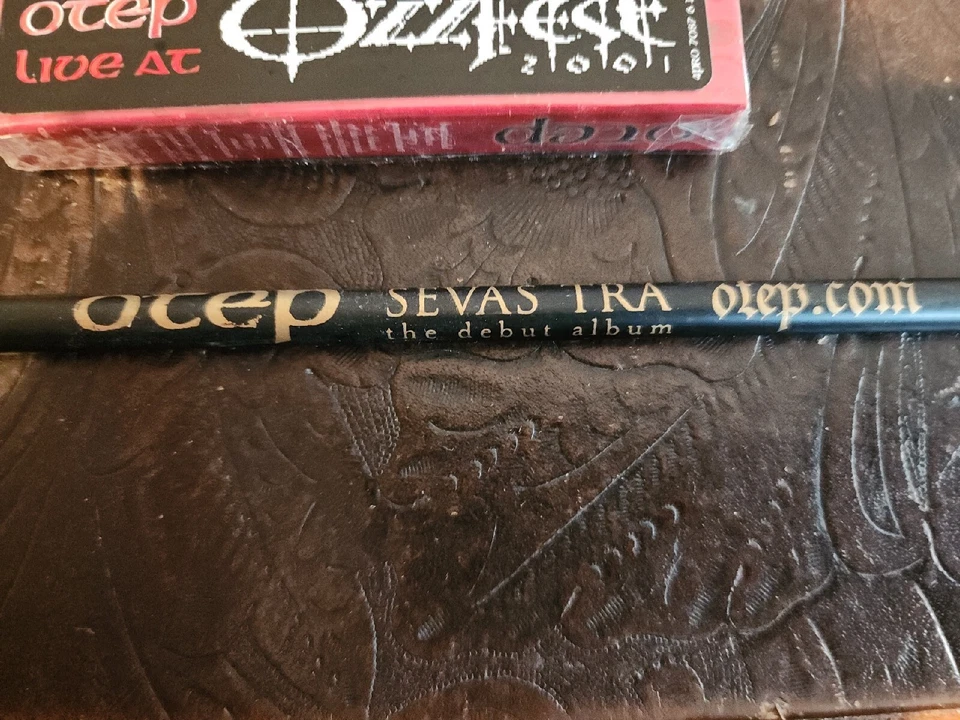 otep
Live AT
Ozzfest
2001
otep
otep SEVAS TRA otep.com
the debut album